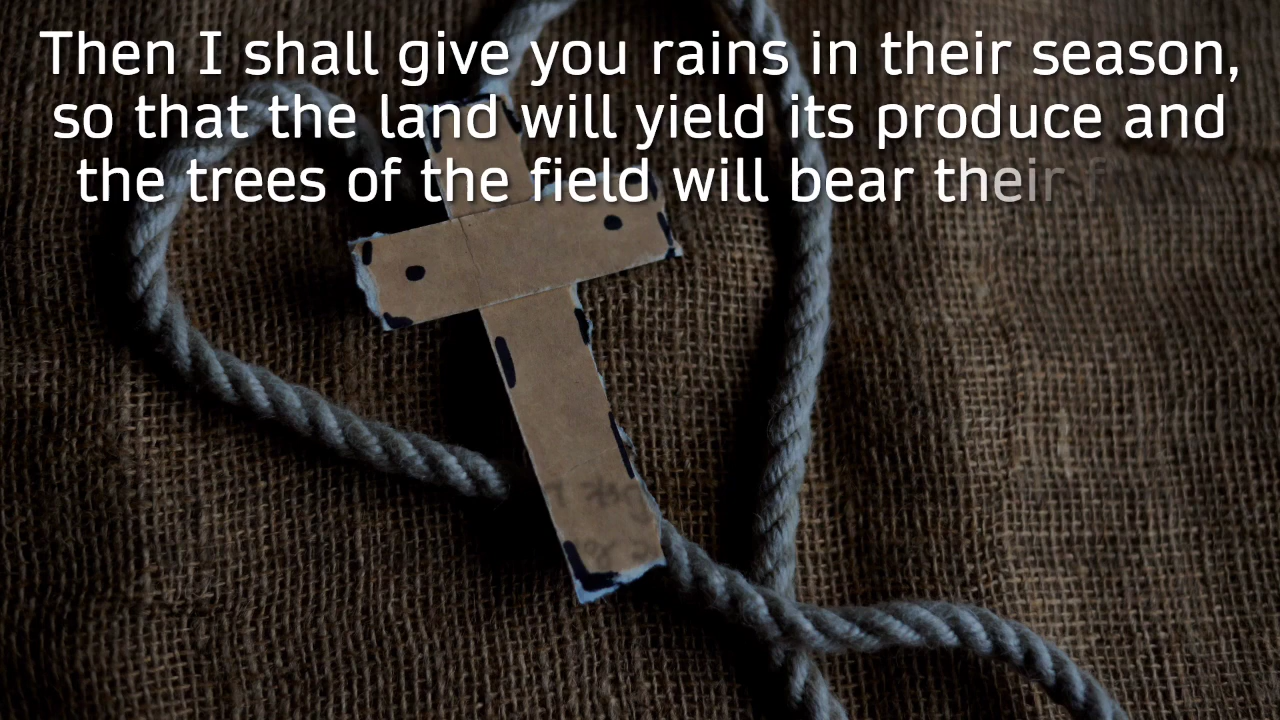 Then I shall give you rains in their season,
so that the land will yield its produce and
the trees of the field will bear their f